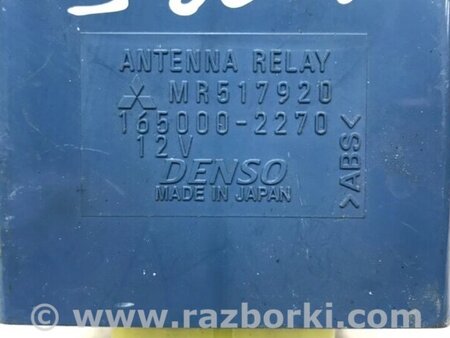 ANTENNA RELAY
MR517920
165000-2270
12V
DENSO
MADE IN JAPAN
>ABS<
www.razborki.com